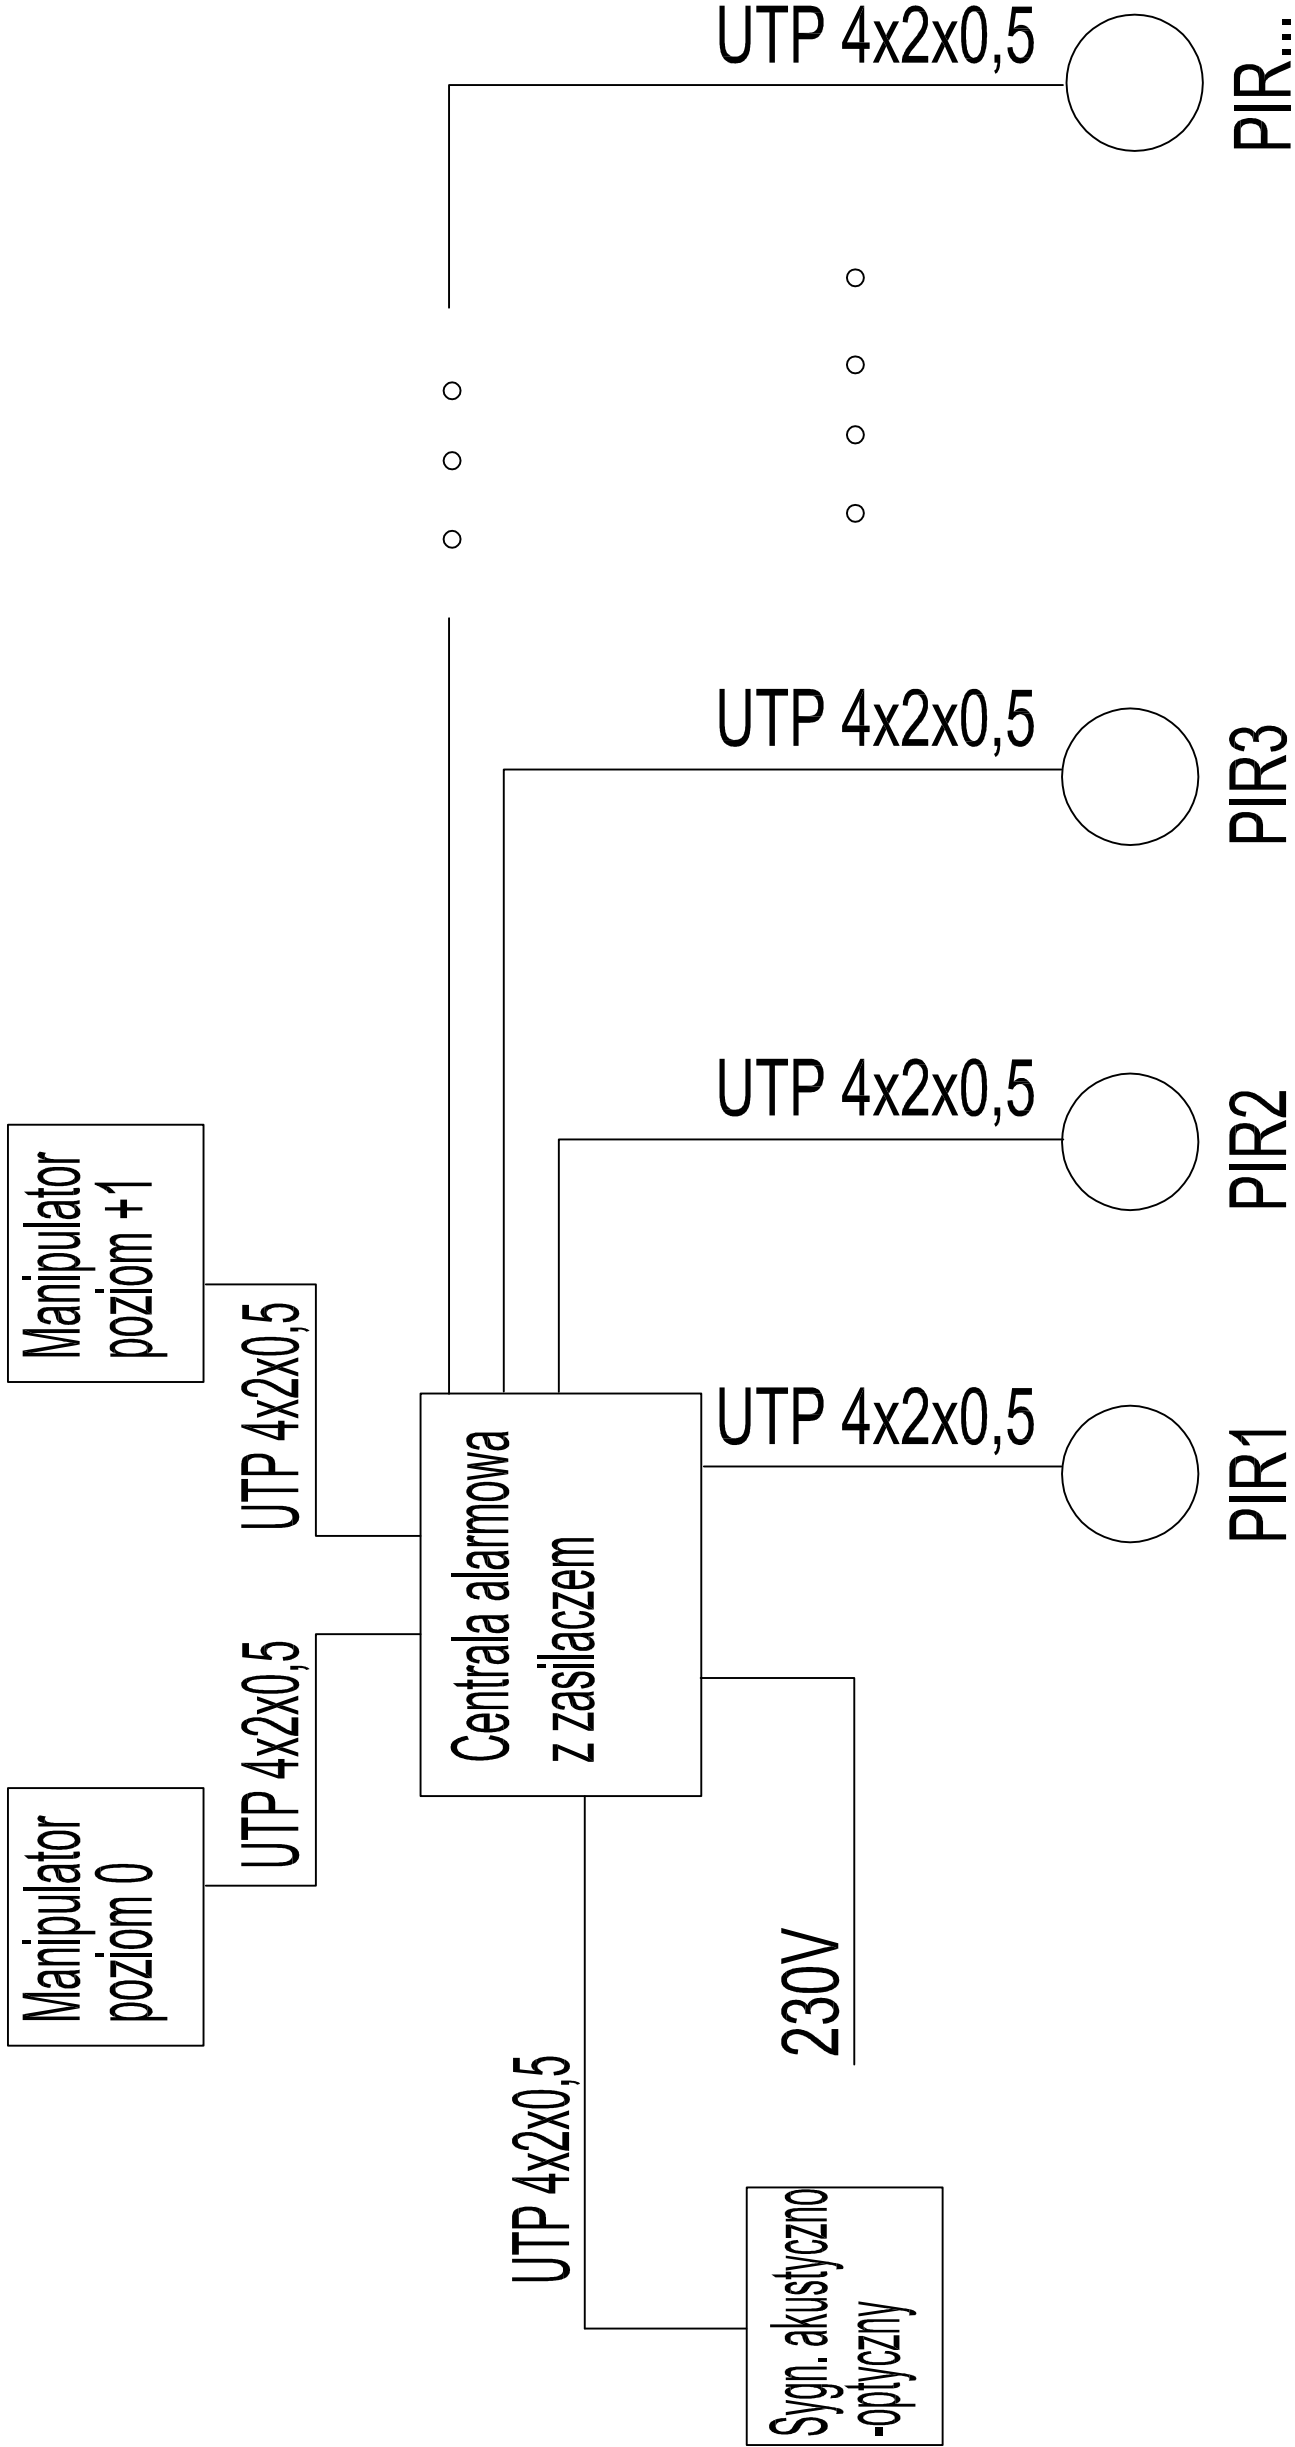 Manipulator
poziom 0
Manipulator
poziom +1
UTP 4x2x0,5
UTP 4x2x0,5
UTP 4x2x0,5
Centrala alarmowa
z zasilaczem
Sygn. akustyczno
-optyczny
230V
UTP 4x2x0,5
UTP 4x2x0,5
UTP 4x2x0,5
UTP 4x2x0,5
PIR1
PIR2
PIR3
PIR...